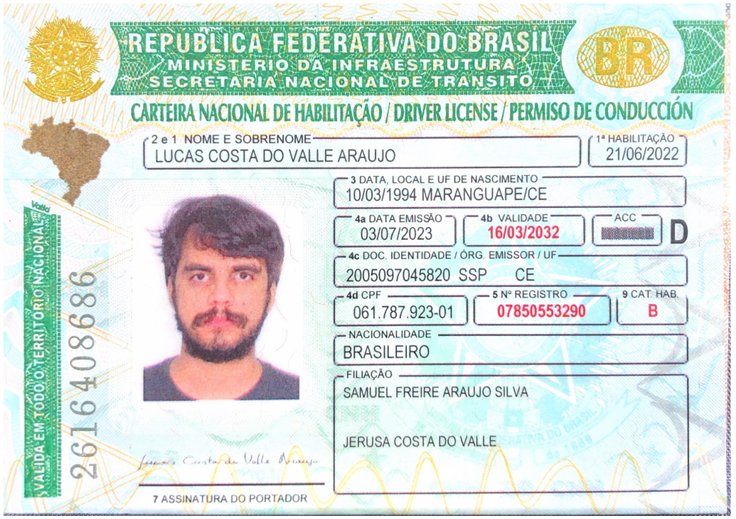 REPÚBLICA FEDERATIVA DO BRASIL
MINISTÉRIO DA INFRAESTRUTURA
SECRETARIA NACIONAL DE TRÂNSITO
BR
CARTEIRA NACIONAL DE HABILITAÇÃO / DRIVER LICENSE / PERMISO DE CONDUCCIÓN
2 e 1 NOME E SOBRENOME
LUCAS COSTA DO VALLE ARAUJO
1ª HABILITAÇÃO
21/06/2022
3 DATA, LOCAL E UF DE NASCIMENTO
10/03/1994 MARANGUAPE/CE
4a DATA EMISSÃO
03/07/2023
4b VALIDADE
16/03/2032
ACC
D
4c DOC. IDENTIDADE / ÓRG. EMISSOR / UF
2005097045820 SSP CE
4d CPF
061.787.923-01
5 Nº REGISTRO
07850553290
9 CAT. HAB.
B
NACIONALIDADE
BRASILEIRO
FILIAÇÃO
SAMUEL FREIRE ARAUJO SILVA
JERUSA COSTA DO VALLE
VÁLIDA EM TODO O TERRITÓRIO NACIONAL
2616408686
Lucas Costa do Valle Araujo
7 ASSINATURA DO PORTADOR